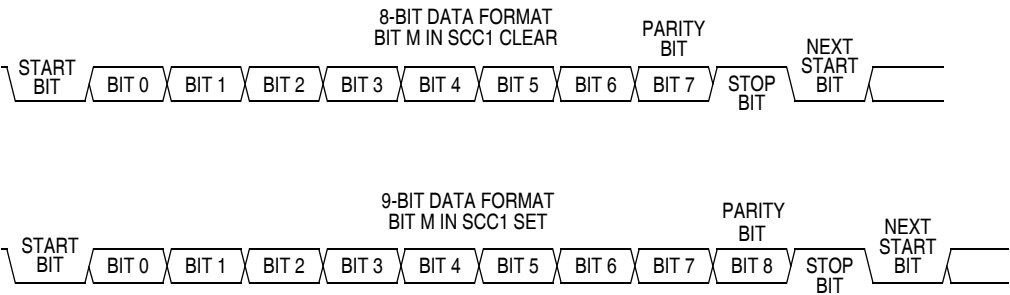 8-BIT DATA FORMAT
BIT M IN SCC1 CLEAR
PARITY
BIT
NEXT
START
BIT
START
BIT
BIT 0 BIT 1 BIT 2 BIT 3 BIT 4 BIT 5 BIT 6 BIT 7
STOP
BIT
9-BIT DATA FORMAT
BIT M IN SCC1 SET
PARITY
BIT
NEXT
START
BIT
START
BIT
BIT 0 BIT 1 BIT 2 BIT 3 BIT 4 BIT 5 BIT 6 BIT 7 BIT 8
STOP
BIT